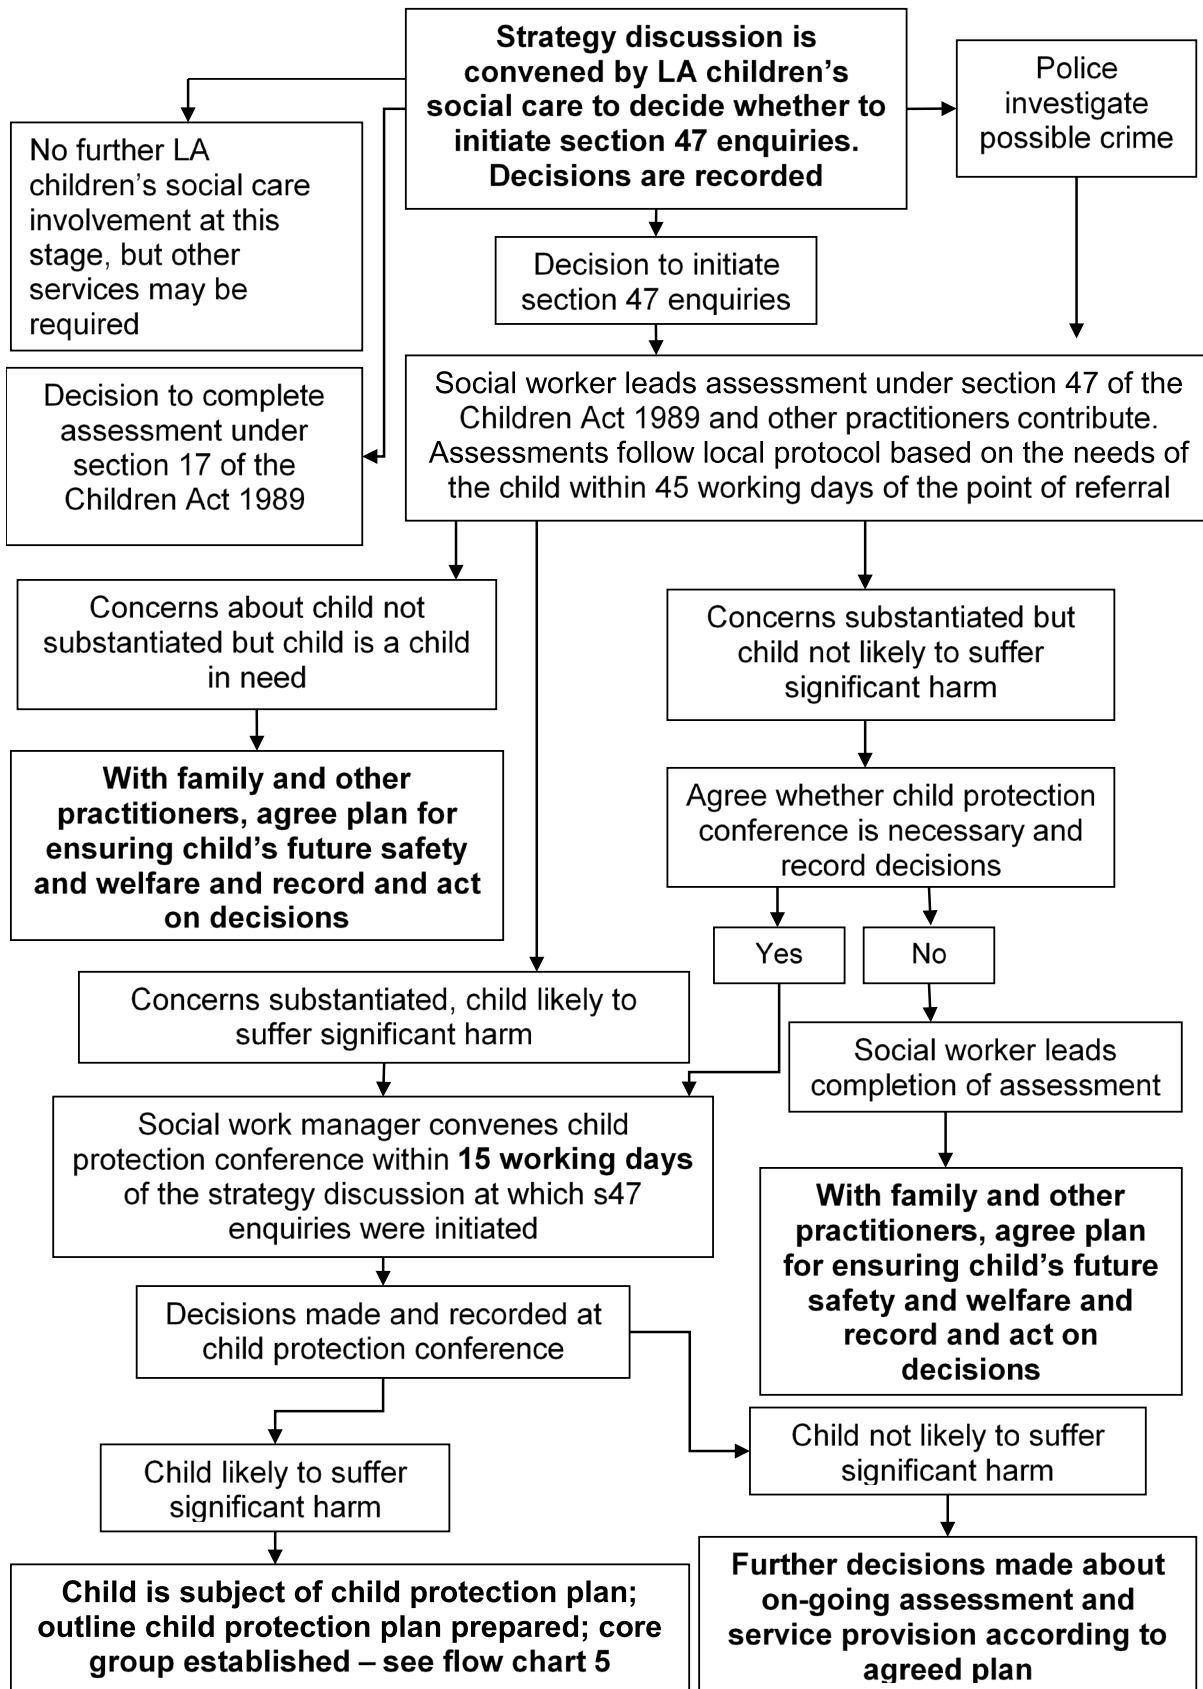 Strategy discussion is
convened by LA children’s
social care to decide whether to
initiate section 47 enquiries.
Decisions are recorded
Police
investigate
possible crime
No further LA
children’s social care
involvement at this
stage, but other
services may be
required
Decision to initiate
section 47 enquiries
Decision to complete
assessment under
section 17 of the
Children Act 1989
Social worker leads assessment under section 47 of the
Children Act 1989 and other practitioners contribute.
Assessments follow local protocol based on the needs of
the child within 45 working days of the point of referral
Concerns about child not
substantiated but child is a child
in need
Concerns substantiated but
child not likely to suffer
significant harm
With family and other
practitioners, agree plan for
ensuring child’s future safety
and welfare and record and act
on decisions
Agree whether child protection
conference is necessary and
record decisions
Yes
No
Concerns substantiated, child likely to
suffer significant harm
Social worker leads
completion of assessment
Social work manager convenes child
protection conference within 15 working days
of the strategy discussion at which s47
enquiries were initiated
With family and other
practitioners, agree plan
for ensuring child’s future
safety and welfare and
record and act on
decisions
Decisions made and recorded at
child protection conference
Child not likely to suffer
significant harm
Child likely to suffer
significant harm
Child is subject of child protection plan;
outline child protection plan prepared; core
group established – see flow chart 5
Further decisions made about
on-going assessment and
service provision according to
agreed plan